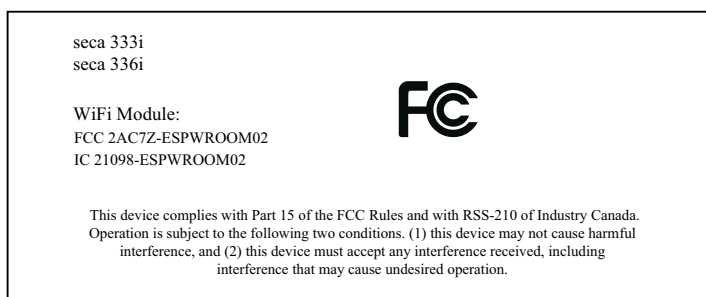 seca 333i
seca 336i
WiFi Module:
FCC 2AC7Z-ESPWROOM02
IC 21098-ESPWROOM02
FC
This device complies with Part 15 of the FCC Rules and with RSS-210 of Industry Canada.
Operation is subject to the following two conditions. (1) this device may not cause harmful
interference, and (2) this device must accept any interference received, including
interference that may cause undesired operation.